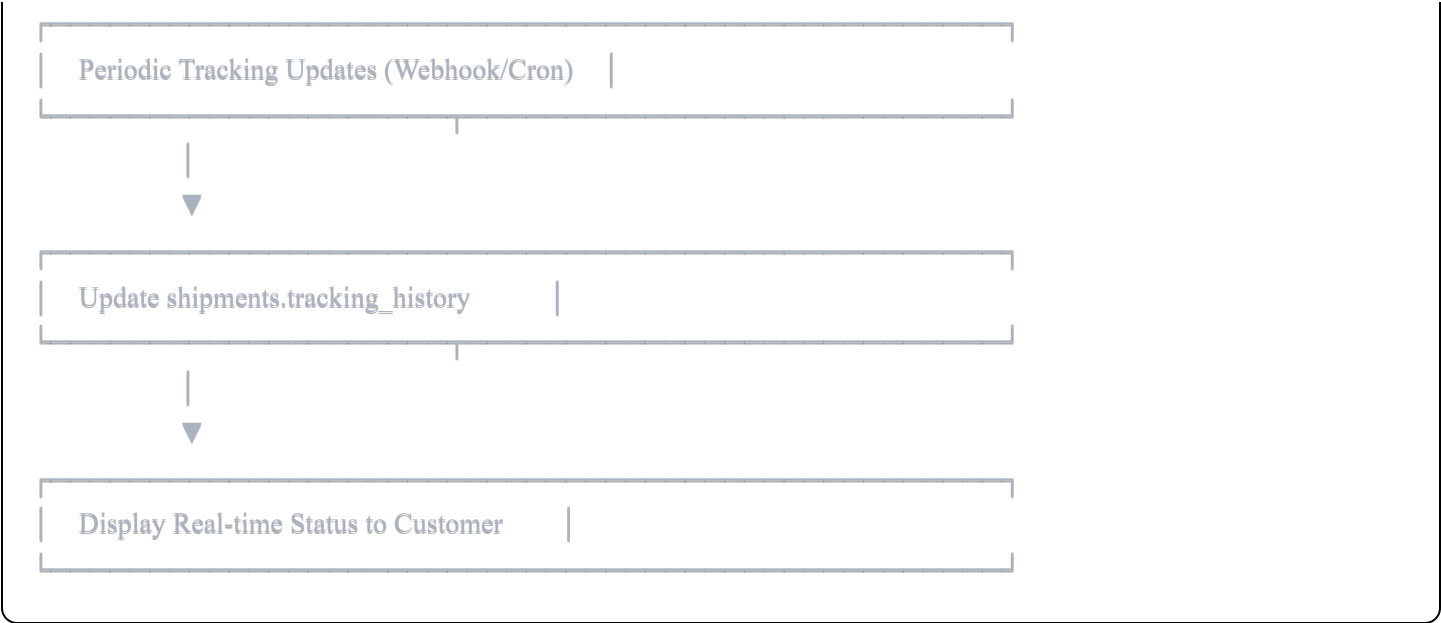 Periodic Tracking Updates (Webhook/Cron)
Update shipments.tracking_history
Display Real-time Status to Customer